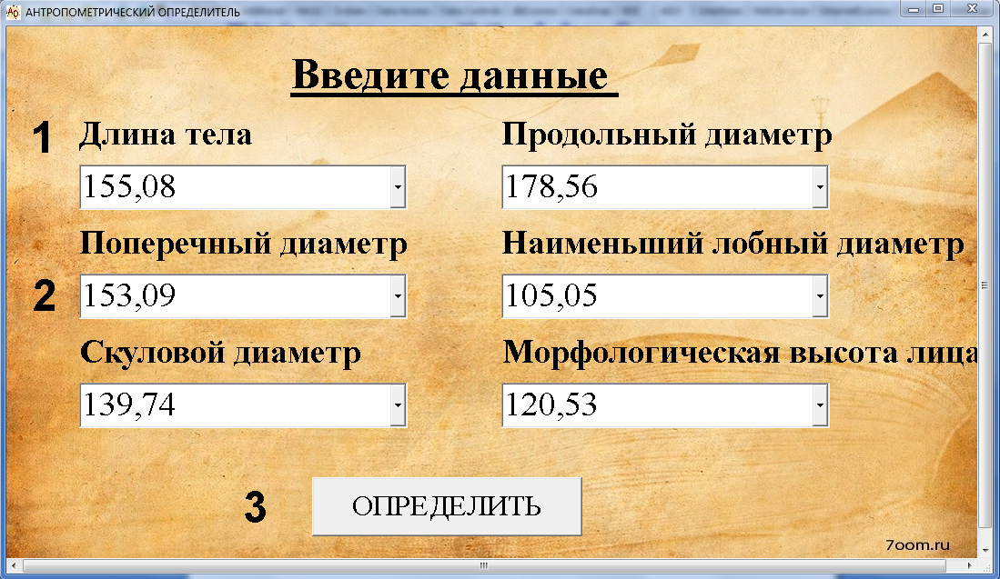 АНТРОПОМЕТРИЧЕСКИЙ ОПРЕДЕЛИТЕЛЬ
Введите данные
1 Длина тела Продольный диаметр
155,08 178,56
Поперечный диаметр Наименьший лобный диаметр
2 153,09 105,05
Скуловой диаметр Морфологическая высота лица
139,74 120,53
3 ОПРЕДЕЛИТЬ
7oom.ru